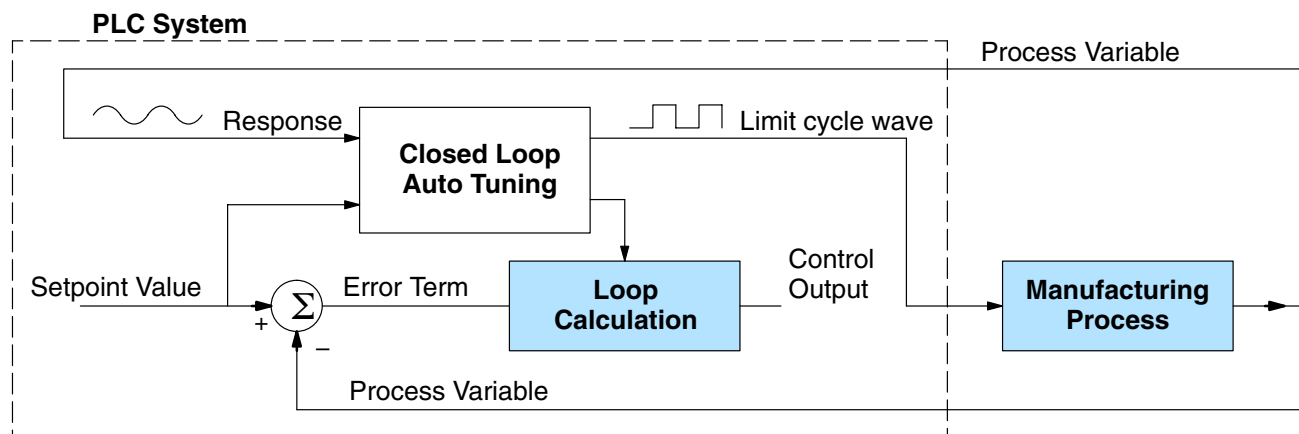 PLC System
Process Variable
Response
Limit cycle wave
Closed Loop
Auto Tuning
Setpoint Value
Error Term
Loop
Calculation
Control
Output
Manufacturing
Process
Σ
+
−
Process Variable